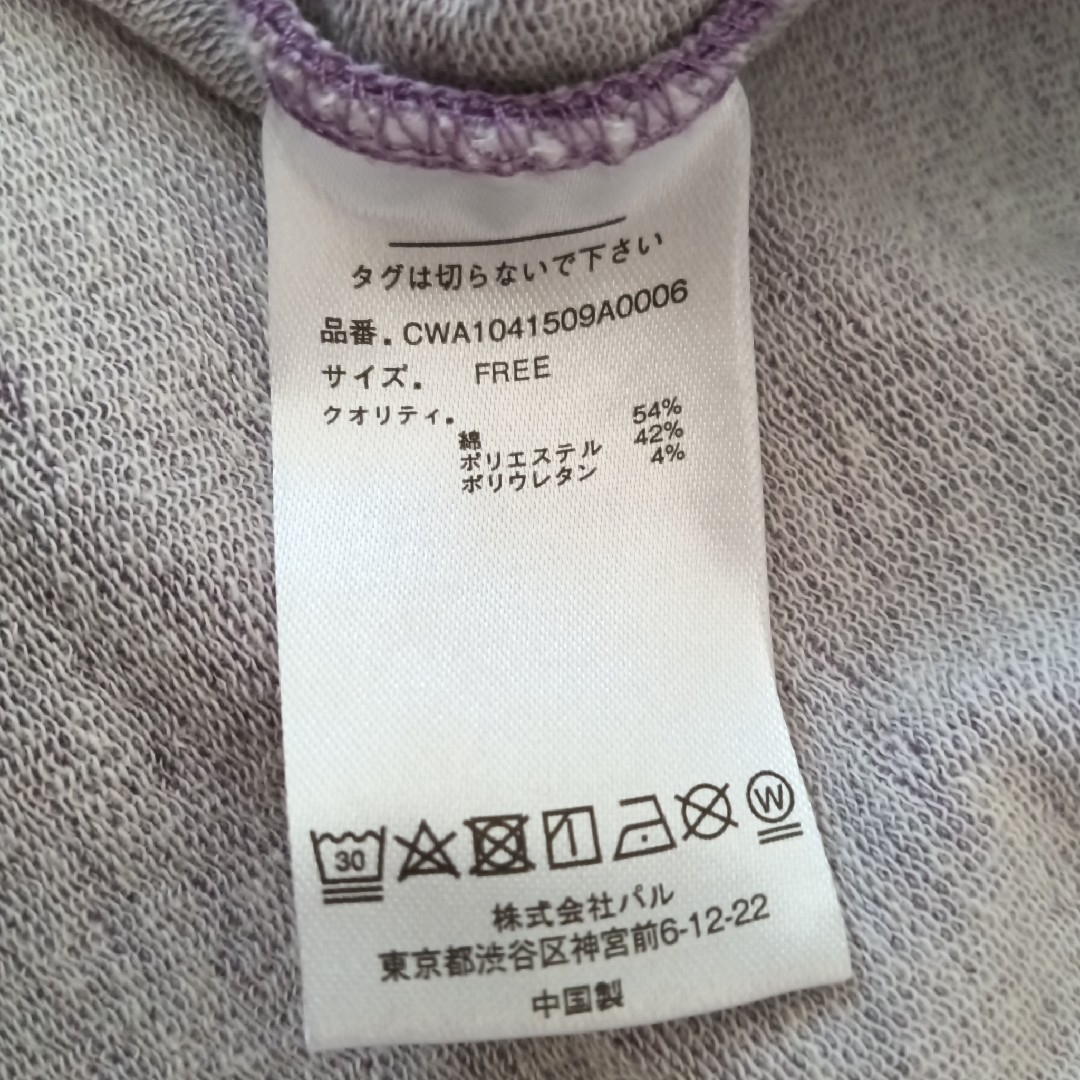 タグは切らないで下さい
品番. CWA1041509A0006
サイズ. FREE
クオリティ.
綿 54%
ポリエステル 42%
ポリウレタン 4%
30 W
株式会社パル
東京都渋谷区神宮前6-12-22
中国製